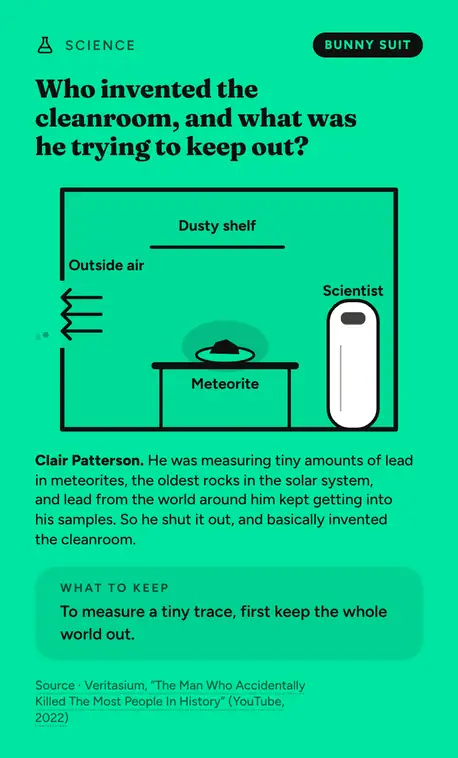 SCIENCE
BUNNY SUIT
Who invented the
cleanroom, and what was
he trying to keep out?
Dusty shelf
Outside air
Scientist
Meteorite
Clair Patterson. He was measuring tiny amounts of lead
in meteorites, the oldest rocks in the solar system,
and lead from the world around him kept getting into
his samples. So he shut it out, and basically invented
the cleanroom.
WHAT TO KEEP
To measure a tiny trace, first keep the whole
world out.
Source · Veritasium, “The Man Who Accidentally
Killed The Most People In History” (YouTube,
2022)